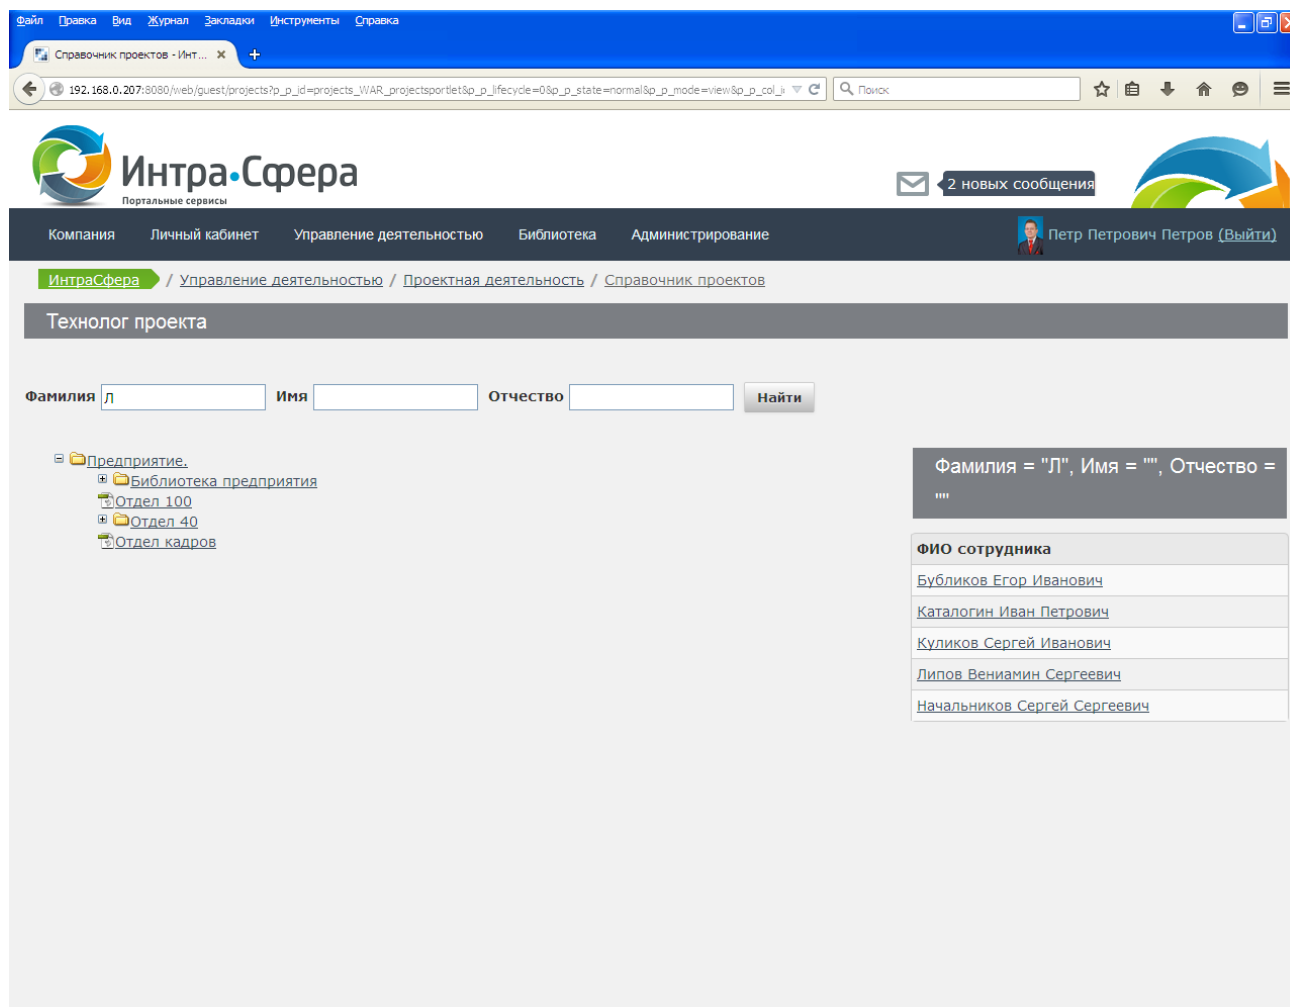 Файл Правка Вид Журнал Закладки Инструменты Справка
Справочник проектов - Инт...
192.168.0.207:8080/web/guest/projects?p_p_id=projects_WAR_projectsportlet&p_p_lifecycle=0&p_p_state=normal&p_p_mode=view&p_p_col_i
Поиск
Интра•Сфера
Портальные сервисы
2 новых сообщения
Компания Личный кабинет Управление деятельностью Библиотека Администрирование Петр Петрович Петров (Выйти)
ИнтраСфера / Управление деятельностью / Проектная деятельность / Справочник проектов
Технолог проекта
Фамилия Л Имя Отчество Найти
Предприятие.
Библиотека предприятия
Отдел 100
Отдел 40
Отдел кадров
Фамилия = "Л", Имя = "", Отчество =
""
ФИО сотрудника
Бубликов Егор Иванович
Каталогин Иван Петрович
Куликов Сергей Иванович
Липов Вениамин Сергеевич
Начальников Сергей Сергеевич